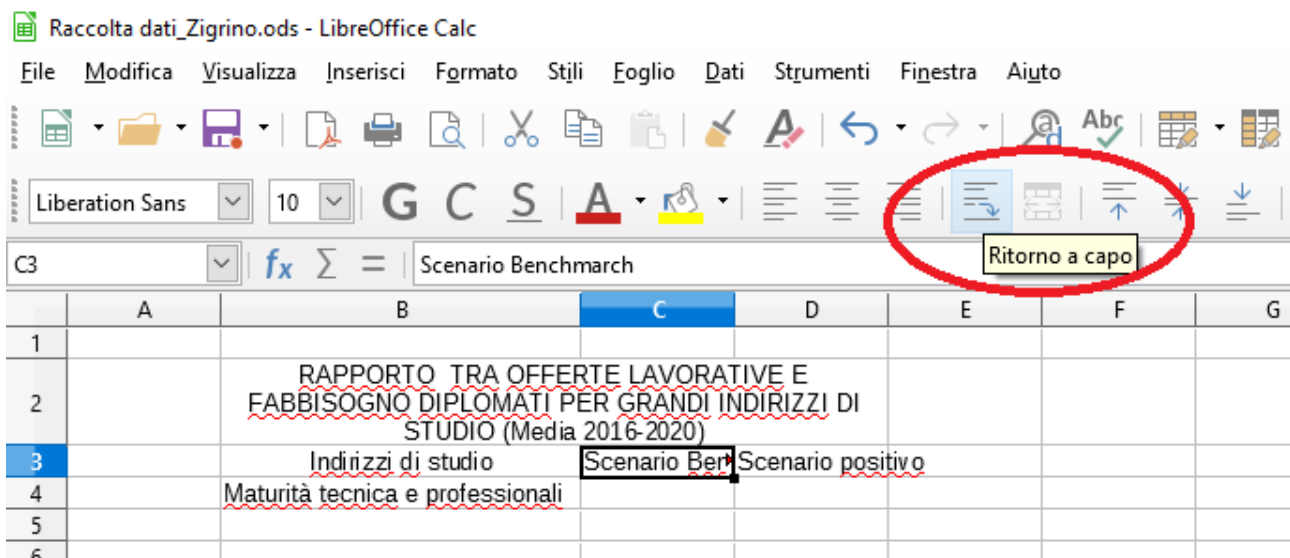 Raccolta dati_Zigrino.ods - LibreOffice Calc
File Modifica Visualizza Inserisci Formato Stili Foglio Dati Strumenti Finestra Aiuto
Abc
Liberation Sans 10 G C S A
Ritorno a capo
C3 fx Σ = Scenario Benchmarch
A B C D E F G
1
2 RAPPORTO TRA OFFERTE LAVORATIVE E
FABBISOGNO DIPLOMATI PER GRANDI INDIRIZZI DI
STUDIO (Media 2016-2020)
3 Indirizzi di studio Scenario Ben Scenario positivo
4 Maturità tecnica e professionali
5
6